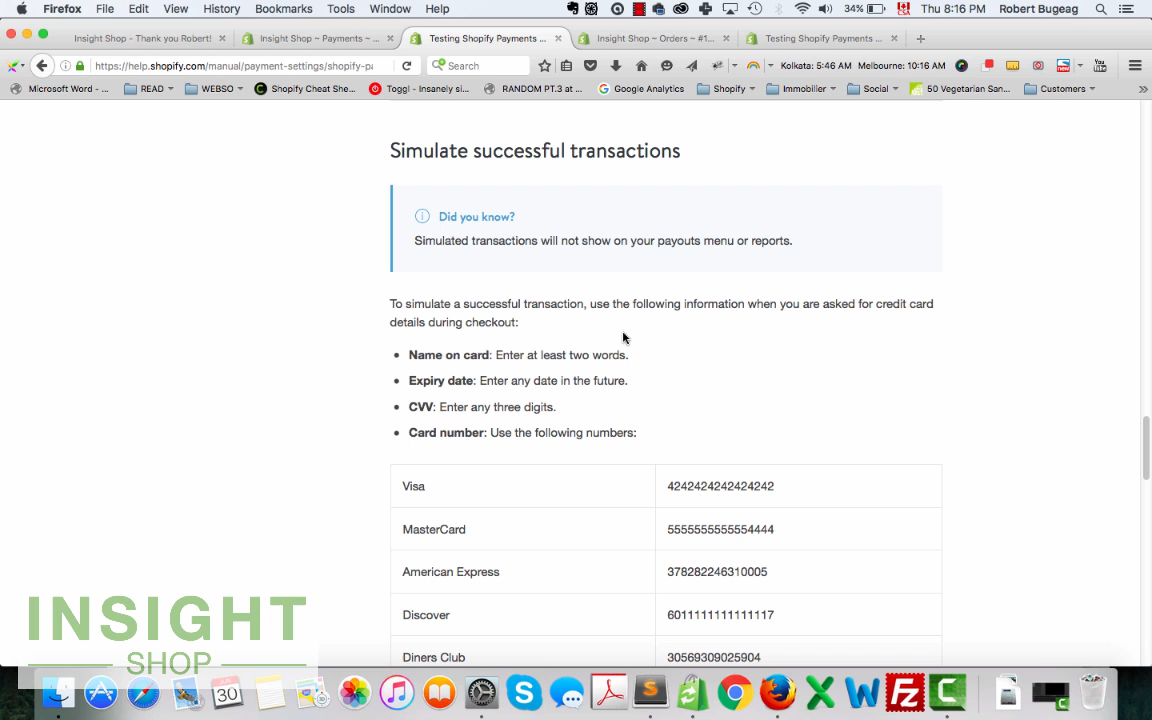 Firefox File Edit View History Bookmarks Tools Window Help 34% Thu 8:16 PM Robert Bugeag
Insight Shop - Thank you Robert! Insight Shop ~ Payments ~ ... Testing Shopify Payments ... Insight Shop ~ Orders ~ #1... Testing Shopify Payments ...
https://help.shopify.com/manual/payment-settings/shopify-pa Search Kolkata: 5:46 AM Melbourne: 10:16 AM new You
Microsoft Word - ... READ WEBSO Shopify Cheat She... Toggl - Insanely si... RANDOM PT.3 at ... Google Analytics Shopify Immobilier Social 50 Vegetarian San... Customers
Simulate successful transactions
Did you know?
Simulated transactions will not show on your payouts menu or reports.
To simulate a successful transaction, use the following information when you are asked for credit card
details during checkout:
• Name on card: Enter at least two words.
• Expiry date: Enter any date in the future.
• CVV: Enter any three digits.
• Card number: Use the following numbers:
Visa 4242424242424242
MasterCard 5555555555554444
American Express 378282246310005
Discover 6011111111111117
Diners Club 30569309025904
INSIGHT
SHOP
30